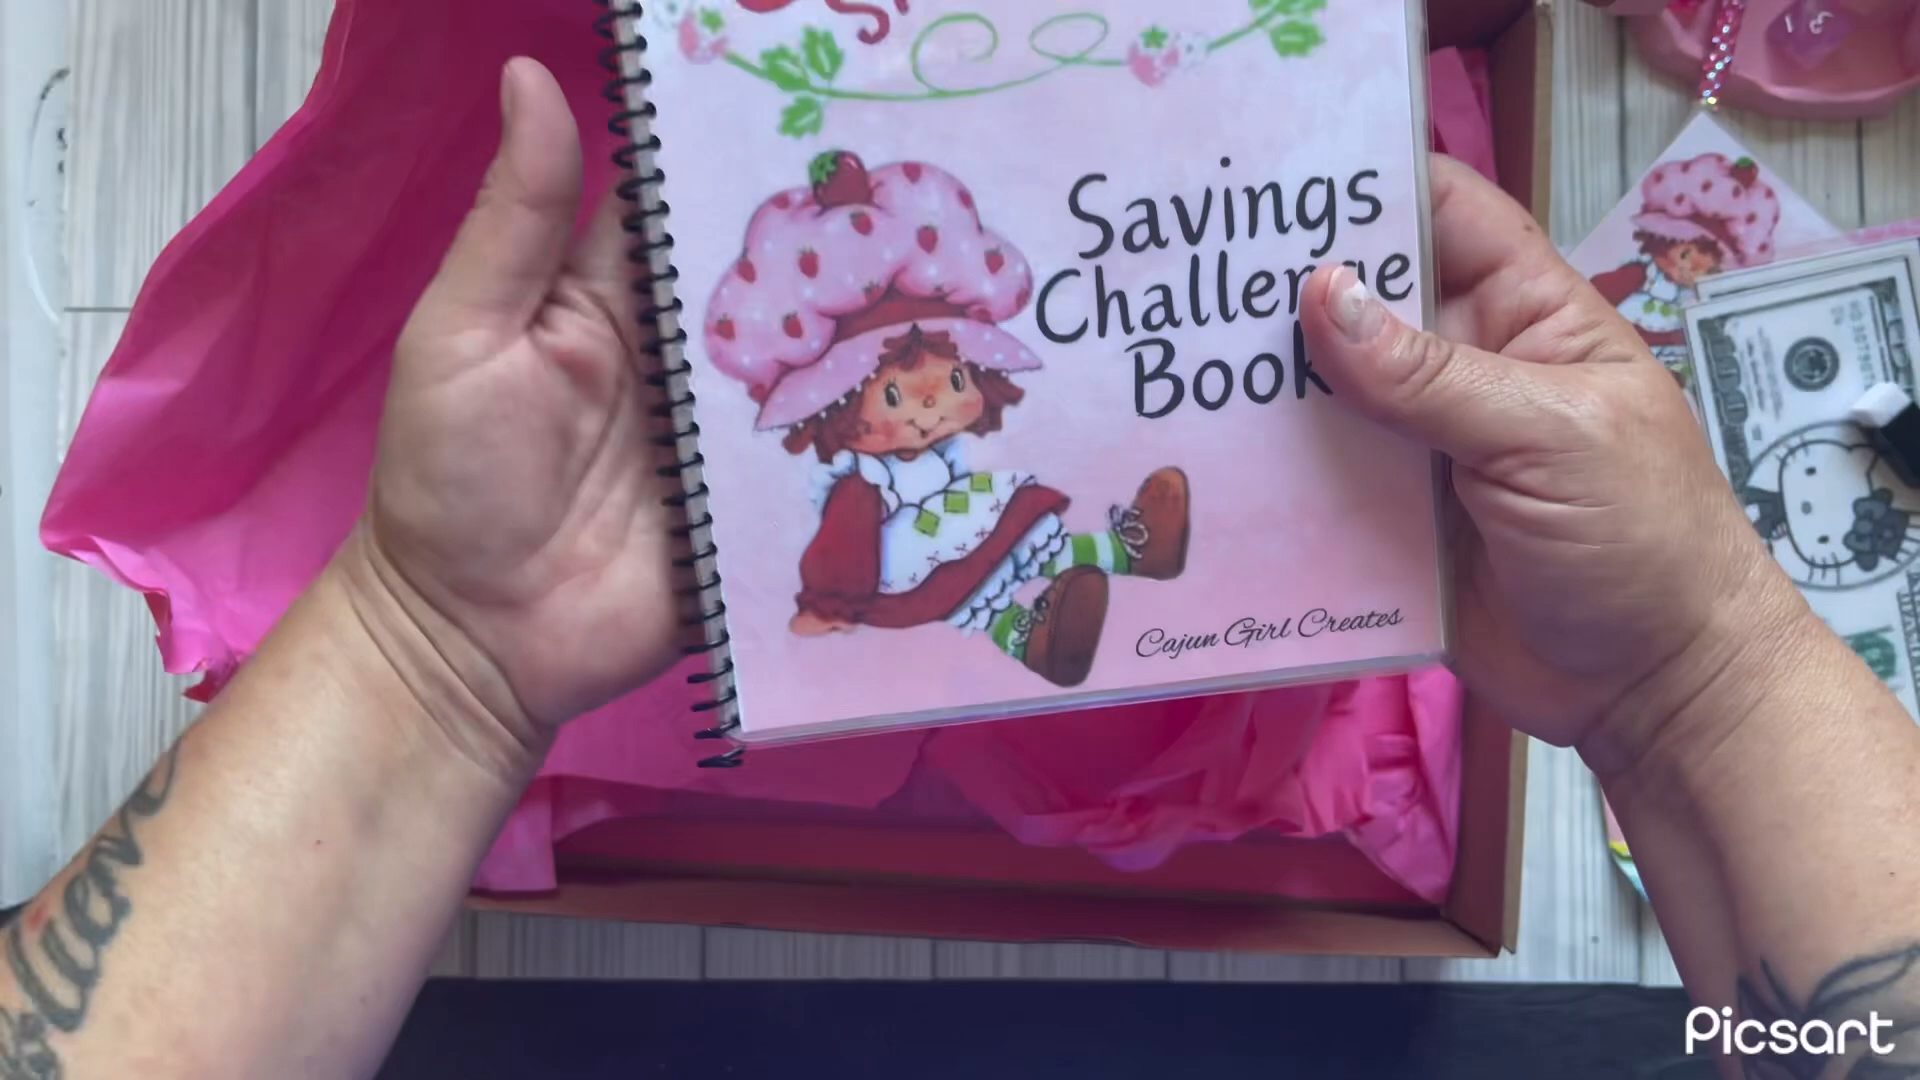 Savings
Challenge
Book
Cajun Girl Creates
Picsart